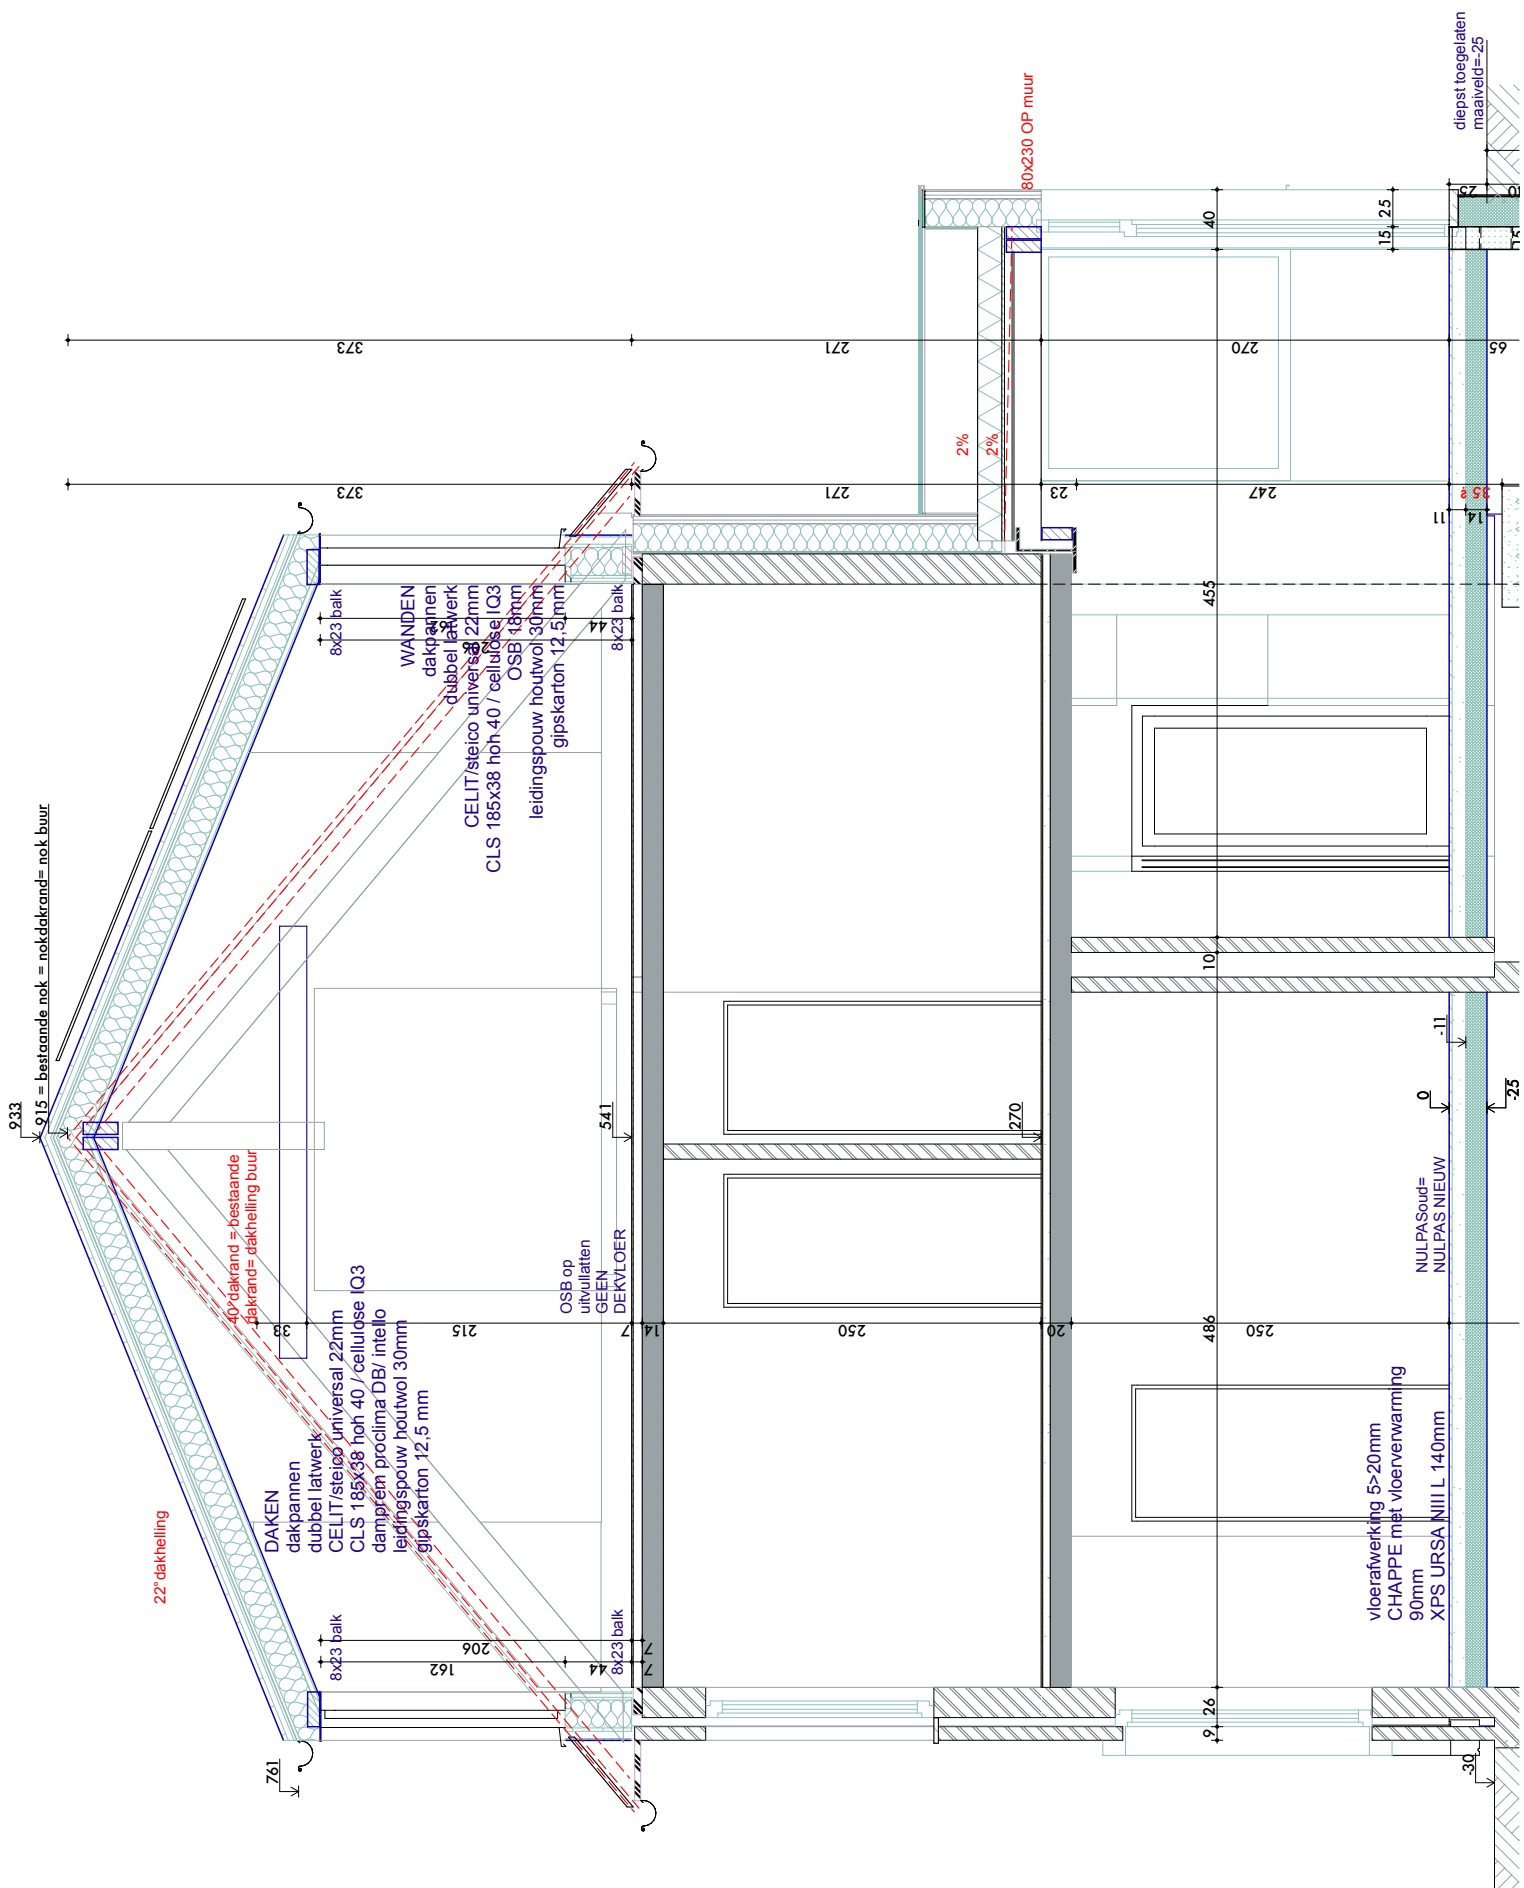 933
915 = bestaande nok = nokdakrand= nok buur
22°dakhelling
40°dakrand = bestaande
dakrand= dakhelling buur
761
DAKEN
dakpannen
dubbel latwerk
CELIT/steico universal 22mm
CLS 185x38 hoh 40 / cellulose IQ3
damprem proclima DB/ intello
leidingspouw houtwol 30mm
gipskarton 12,5 mm
WANDEN
dakpannen
dubbel latwerk
CELIT/steico universal 22mm
CLS 185x38 hoh 40 / cellulose IQ3
OSB 18mm
leidingspouw houtwol 30mm
gipskarton 12,5mm
8x23 balk
8x23 balk
8x23 balk
8x23 balk
206
162
44
7
7
206
44
33
215
7
14
250
20
250
OSB op
uitvullatten
GEEN
DEKVLOER
541
270
373
271
270
65
373
271
23
247
11
14
2%
2%
80x230 OP muur
40
25
15
455
10
486
26
9
diepst toegelaten
maaiveld=-25
25
15
-11
0
-25
NULPASoud=
NULPAS NIEUW
vloerafwerking 5>20mm
CHAPPE met vloerverwarming
90mm
XPS URSA NIII L 140mm
-30